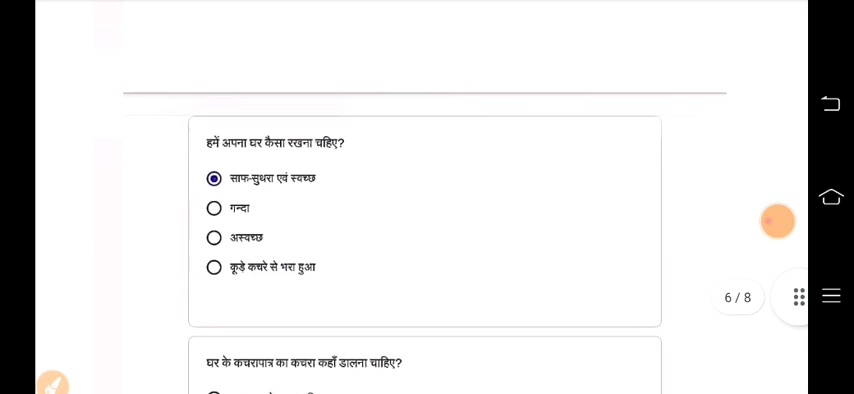 हमें अपना घर कैसा रखना चहिए?
साफ-सुथरा एवं स्वच्छ
गन्दा
अस्वच्छ
कूड़े कचरे से भरा हुआ
6 / 8
घर के कचरापात्र का कचरा कहाँ डालना चाहिए?